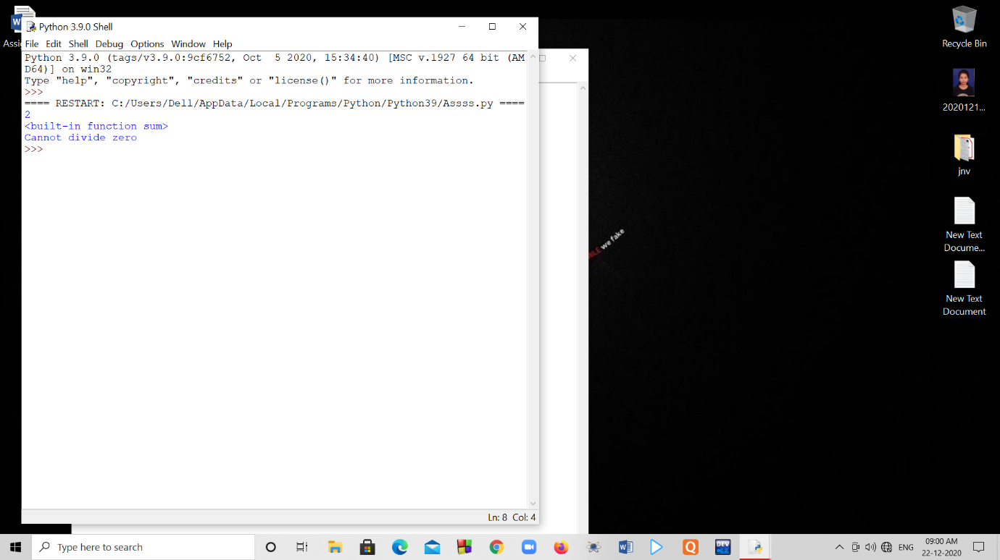 Python 3.9.0 Shell
File Edit Shell Debug Options Window Help
Python 3.9.0 (tags/v3.9.0:9cf6752, Oct  5 2020, 15:34:40) [MSC v.1927 64 bit (AM
D64)] on win32
Type "help", "copyright", "credits" or "license()" for more information.
>>>
==== RESTART: C:/Users/Dell/AppData/Local/Programs/Python/Python39/Assss.py ====
2
<built-in function sum>
Cannot divide zero
>>>
Ln: 8 Col: 4
W
Assi
Recycle Bin
2020121...
jnv
New Text
Docume...
New Text
Document
we fake
Type here to search
W
Q
DEV
ENG
09:00 AM
22-12-2020